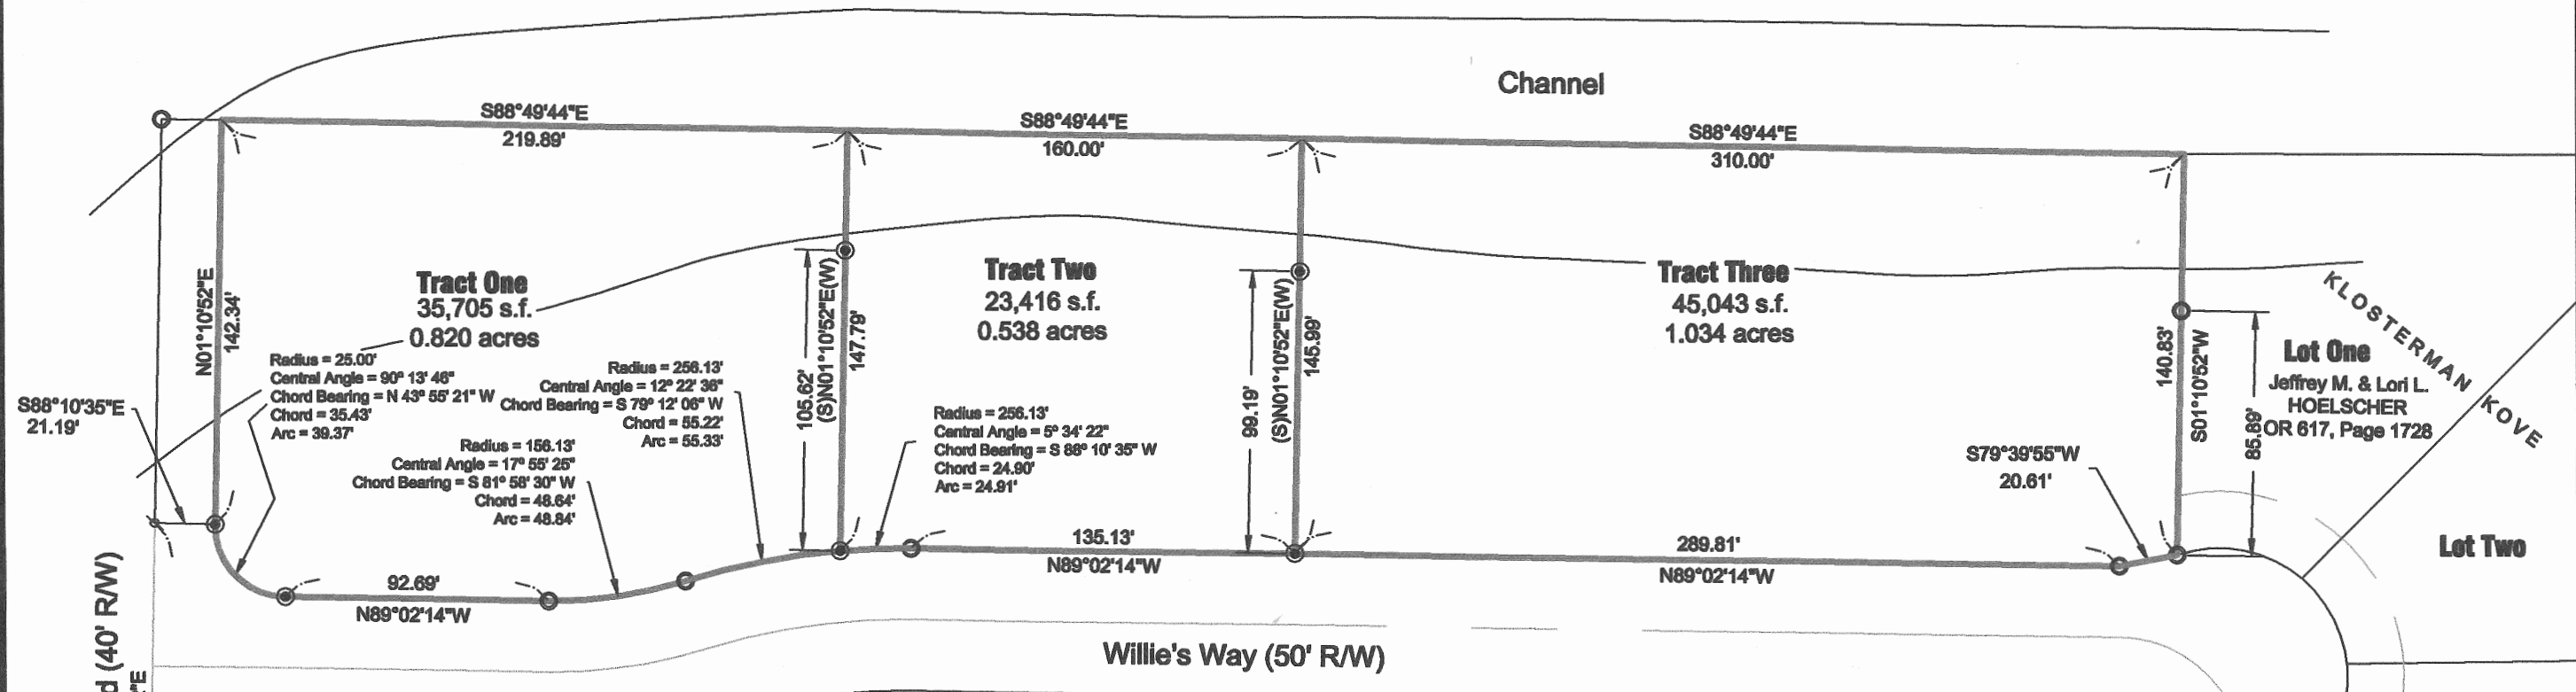 Channel
S88°49'44"E
219.89'
S88°49'44"E
160.00'
S88°49'44"E
310.00'
N01°10'52"E
142.34'
Tract One
35,705 s.f.
0.820 acres
Radius = 25.00'
Central Angle = 90° 13' 46"
Chord Bearing = N 43° 55' 21" W
Chord = 35.43'
Arc = 39.37'
S88°10'35"E
21.19'
Radius = 256.13'
Central Angle = 12° 22' 36"
Chord Bearing = S 79° 12' 06" W
Chord = 55.22'
Arc = 55.33'
Radius = 156.13'
Central Angle = 17° 55' 25"
Chord Bearing = S 81° 58' 30" W
Chord = 48.64'
Arc = 48.84'
92.69'
N89°02'14"W
105.62'
(S)N01°10'52"E(W)
147.79'
Tract Two
23,416 s.f.
0.538 acres
Radius = 256.13'
Central Angle = 5° 34' 22"
Chord Bearing = S 88° 10' 35" W
Chord = 24.90'
Arc = 24.91'
135.13'
N89°02'14"W
99.19'
(S)N01°10'52"E(W)
145.99'
Tract Three
45,043 s.f.
1.034 acres
289.81'
N89°02'14"W
S79°39'55"W
20.61'
140.83'
S01°10'52"W
85.89'
Lot One
Jeffrey M. & Lori L.
HOELSCHER
OR 617, Page 1728
KLOSTERMAN KOVE
Lot Two
Willie's Way (50' R/W)
d (40' R/W)
"E